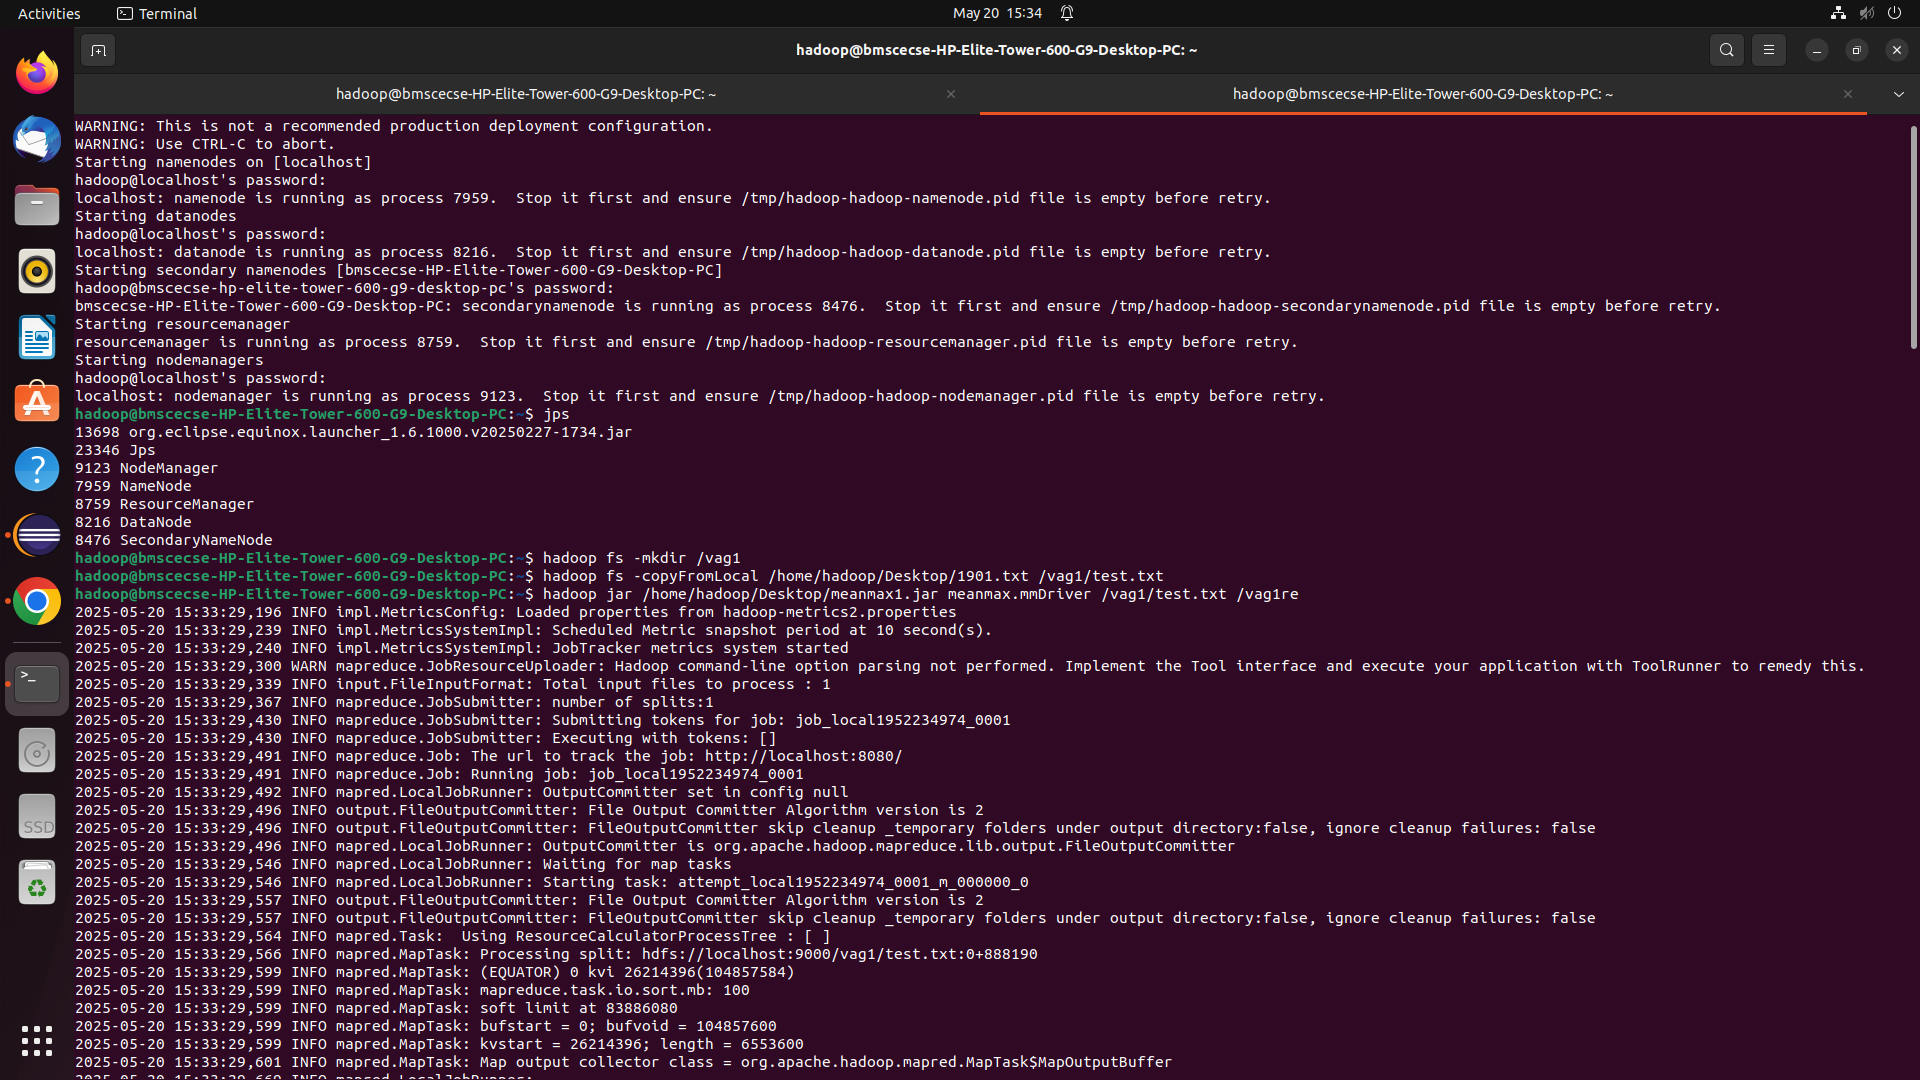 Activities
Terminal
May 20 15:34
hadoop@bmscecse-HP-Elite-Tower-600-G9-Desktop-PC: ~
hadoop@bmscecse-HP-Elite-Tower-600-G9-Desktop-PC: ~
hadoop@bmscecse-HP-Elite-Tower-600-G9-Desktop-PC: ~
WARNING: This is not a recommended production deployment configuration.
WARNING: Use CTRL-C to abort.
Starting namenodes on [localhost]
hadoop@localhost's password:
localhost: namenode is running as process 7959.  Stop it first and ensure /tmp/hadoop-hadoop-namenode.pid file is empty before retry.
Starting datanodes
hadoop@localhost's password:
localhost: datanode is running as process 8216.  Stop it first and ensure /tmp/hadoop-hadoop-datanode.pid file is empty before retry.
Starting secondary namenodes [bmscecse-HP-Elite-Tower-600-G9-Desktop-PC]
hadoop@bmscecse-hp-elite-tower-600-g9-desktop-pc's password:
bmscecse-HP-Elite-Tower-600-G9-Desktop-PC: secondarynamenode is running as process 8476.  Stop it first and ensure /tmp/hadoop-hadoop-secondarynamenode.pid file is empty before retry.
Starting resourcemanager
resourcemanager is running as process 8759.  Stop it first and ensure /tmp/hadoop-hadoop-resourcemanager.pid file is empty before retry.
Starting nodemanagers
hadoop@localhost's password:
localhost: nodemanager is running as process 9123.  Stop it first and ensure /tmp/hadoop-hadoop-nodemanager.pid file is empty before retry.
hadoop@bmscecse-HP-Elite-Tower-600-G9-Desktop-PC:~$ jps
13698 org.eclipse.equinox.launcher_1.6.1000.v20250227-1734.jar
23346 Jps
9123 NodeManager
7959 NameNode
8759 ResourceManager
8216 DataNode
8476 SecondaryNameNode
hadoop@bmscecse-HP-Elite-Tower-600-G9-Desktop-PC:~$ hadoop fs -mkdir /vag1
hadoop@bmscecse-HP-Elite-Tower-600-G9-Desktop-PC:~$ hadoop fs -copyFromLocal /home/hadoop/Desktop/1901.txt /vag1/test.txt
hadoop@bmscecse-HP-Elite-Tower-600-G9-Desktop-PC:~$ hadoop jar /home/hadoop/Desktop/meanmax1.jar meanmax.mmDriver /vag1/test.txt /vag1re
2025-05-20 15:33:29,196 INFO impl.MetricsConfig: Loaded properties from hadoop-metrics2.properties
2025-05-20 15:33:29,239 INFO impl.MetricsSystemImpl: Scheduled Metric snapshot period at 10 second(s).
2025-05-20 15:33:29,240 INFO impl.MetricsSystemImpl: JobTracker metrics system started
2025-05-20 15:33:29,300 WARN mapreduce.JobResourceUploader: Hadoop command-line option parsing not performed. Implement the Tool interface and execute your application with ToolRunner to remedy this.
2025-05-20 15:33:29,339 INFO input.FileInputFormat: Total input files to process : 1
2025-05-20 15:33:29,367 INFO mapreduce.JobSubmitter: number of splits:1
2025-05-20 15:33:29,430 INFO mapreduce.JobSubmitter: Submitting tokens for job: job_local1952234974_0001
2025-05-20 15:33:29,430 INFO mapreduce.JobSubmitter: Executing with tokens: []
2025-05-20 15:33:29,491 INFO mapreduce.Job: The url to track the job: http://localhost:8080/
2025-05-20 15:33:29,491 INFO mapreduce.Job: Running job: job_local1952234974_0001
2025-05-20 15:33:29,492 INFO mapred.LocalJobRunner: OutputCommitter set in config null
2025-05-20 15:33:29,496 INFO output.FileOutputCommitter: File Output Committer Algorithm version is 2
2025-05-20 15:33:29,496 INFO output.FileOutputCommitter: FileOutputCommitter skip cleanup _temporary folders under output directory:false, ignore cleanup failures: false
2025-05-20 15:33:29,496 INFO mapred.LocalJobRunner: OutputCommitter is org.apache.hadoop.mapreduce.lib.output.FileOutputCommitter
2025-05-20 15:33:29,546 INFO mapred.LocalJobRunner: Waiting for map tasks
2025-05-20 15:33:29,546 INFO mapred.LocalJobRunner: Starting task: attempt_local1952234974_0001_m_000000_0
2025-05-20 15:33:29,557 INFO output.FileOutputCommitter: File Output Committer Algorithm version is 2
2025-05-20 15:33:29,557 INFO output.FileOutputCommitter: FileOutputCommitter skip cleanup _temporary folders under output directory:false, ignore cleanup failures: false
2025-05-20 15:33:29,564 INFO mapred.Task:  Using ResourceCalculatorProcessTree : [ ]
2025-05-20 15:33:29,566 INFO mapred.MapTask: Processing split: hdfs://localhost:9000/vag1/test.txt:0+888190
2025-05-20 15:33:29,599 INFO mapred.MapTask: (EQUATOR) 0 kvi 26214396(104857584)
2025-05-20 15:33:29,599 INFO mapred.MapTask: mapreduce.task.io.sort.mb: 100
2025-05-20 15:33:29,599 INFO mapred.MapTask: soft limit at 83886080
2025-05-20 15:33:29,599 INFO mapred.MapTask: bufstart = 0; bufvoid = 104857600
2025-05-20 15:33:29,599 INFO mapred.MapTask: kvstart = 26214396; length = 6553600
2025-05-20 15:33:29,601 INFO mapred.MapTask: Map output collector class = org.apache.hadoop.mapred.MapTask$MapOutputBuffer
SSD